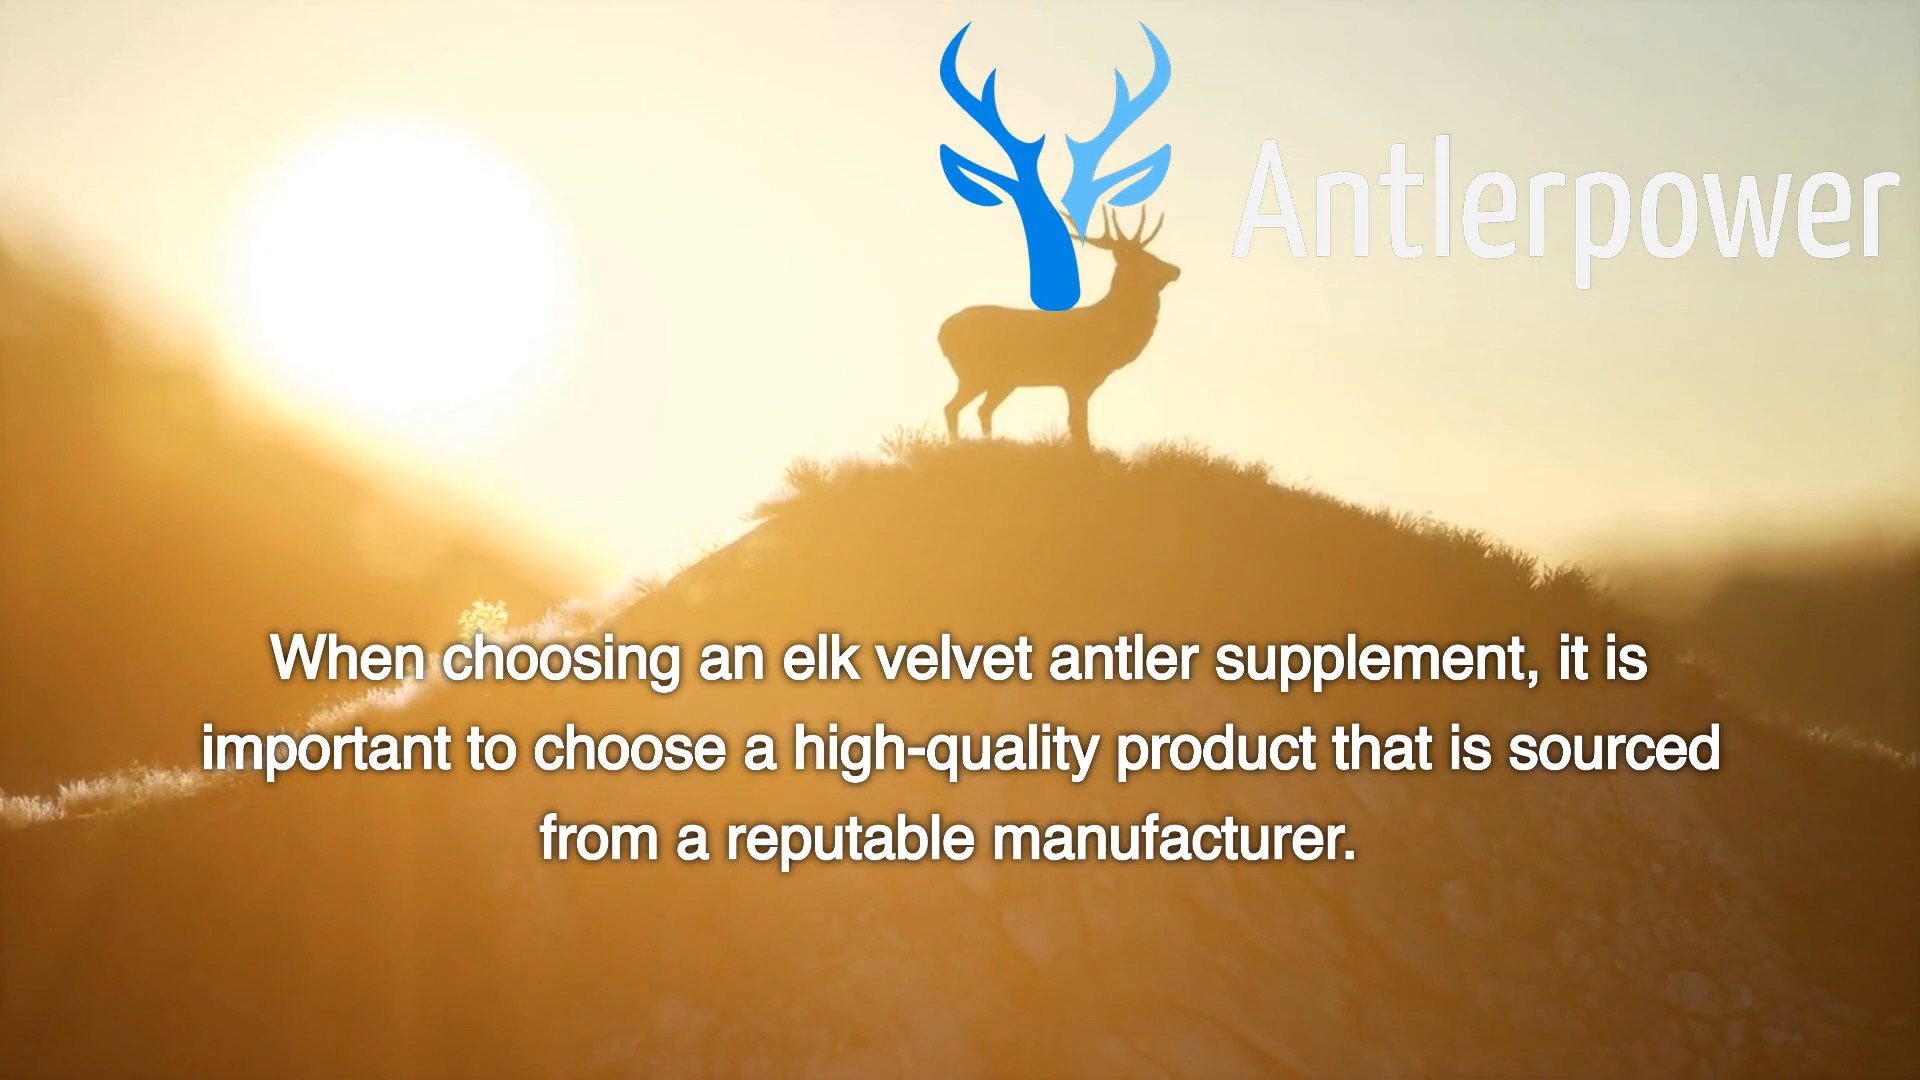 Antlerpower
When choosing an elk velvet antler supplement, it is
important to choose a high-quality product that is sourced
from a reputable manufacturer.